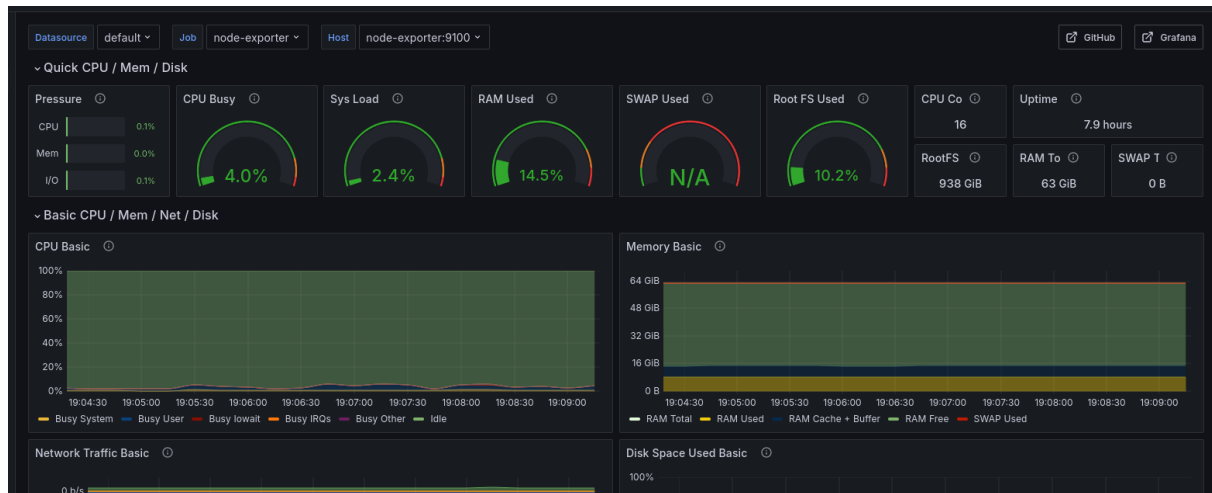 Datasource default Job node-exporter Host node-exporter:9100 GitHub Grafana
Quick CPU / Mem / Disk
Pressure
CPU 0.1%
Mem 0.0%
I/O 0.1%
CPU Busy
4.0%
Sys Load
2.4%
RAM Used
14.5%
SWAP Used
N/A
Root FS Used
10.2%
CPU Co
16
Uptime
7.9 hours
RootFS
938 GiB
RAM To
63 GiB
SWAP T
0 B
Basic CPU / Mem / Net / Disk
CPU Basic
100%
80%
60%
40%
20%
0%
19:04:30 19:05:00 19:05:30 19:06:00 19:06:30 19:07:00 19:07:30 19:08:00 19:08:30 19:09:00
Busy System Busy User Busy Iowait Busy IRQs Busy Other Idle
Memory Basic
64 GiB
48 GiB
32 GiB
16 GiB
0 B
19:04:30 19:05:00 19:05:30 19:06:00 19:06:30 19:07:00 19:07:30 19:08:00 19:08:30 19:09:00
RAM Total RAM Used RAM Cache + Buffer RAM Free SWAP Used
Network Traffic Basic
0 b/s
Disk Space Used Basic
100%